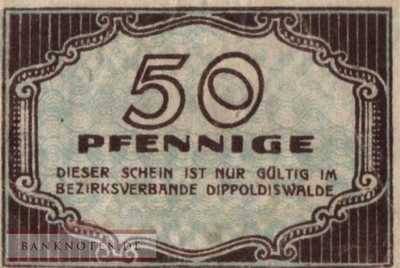 50
PFENNIGE
DIESER SCHEIN IST NUR GÜLTIG IM
BEZIRKSVERBANDE DIPPOLDISWALDE
BANKNOTEN.DE